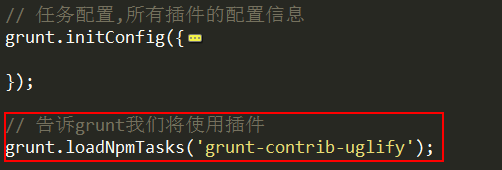 // 任务配置,所有插件的配置信息
grunt.initConfig({
});
// 告诉grunt我们将使用插件
grunt.loadNpmTasks('grunt-contrib-uglify');